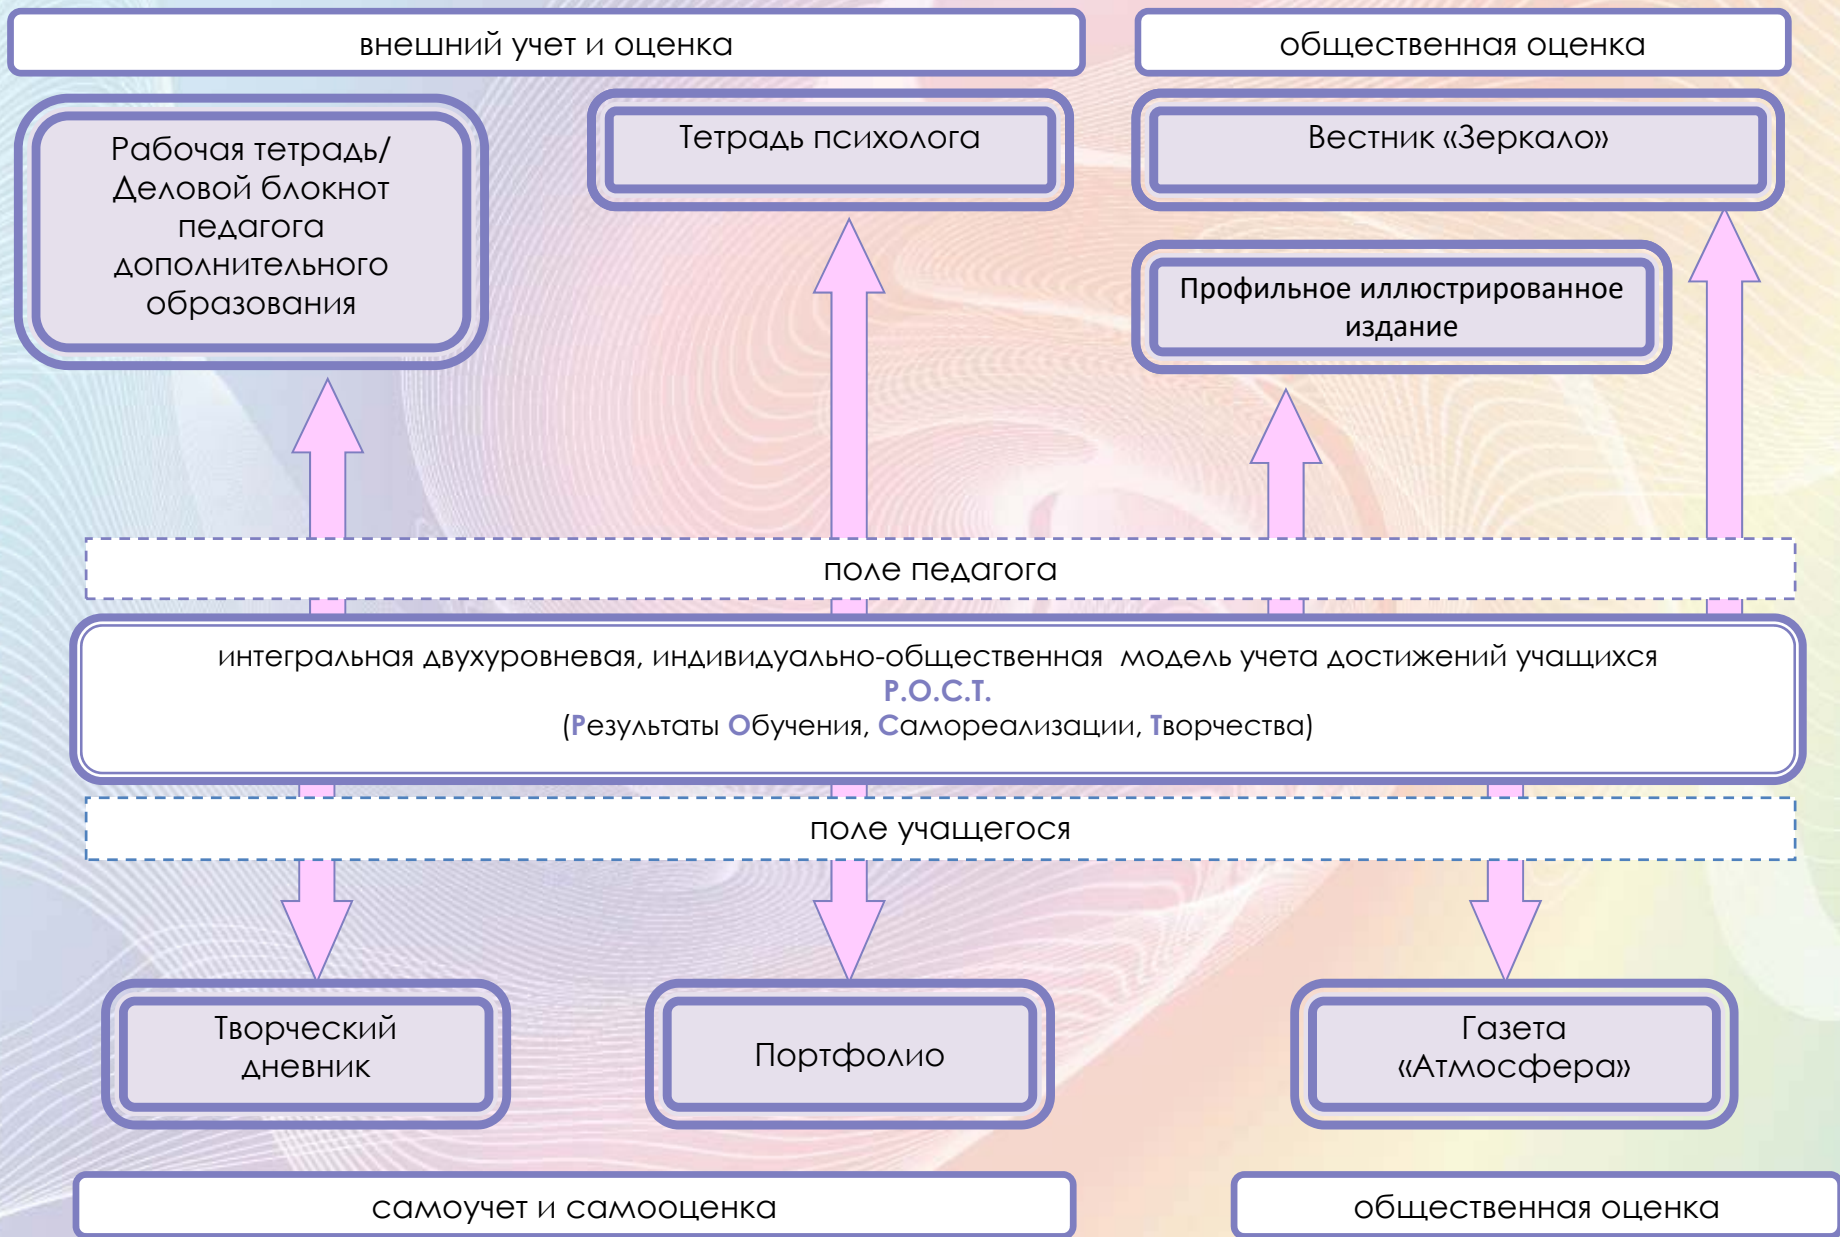 внешний учет и оценка
общественная оценка
Рабочая тетрадь/
Деловой блокнот
педагога
дополнительного
образования
Тетрадь психолога
Вестник «Зеркало»
Профильное иллюстрированное
издание
поле педагога
интегральная двухуровневая, индивидуально-общественная модель учета достижений учащихся
Р.О.С.Т.
(Результаты Обучения, Самореализации, Творчества)
поле учащегося
Творческий
дневник
Портфолио
Газета
«Атмосфера»
самоучет и самооценка
общественная оценка